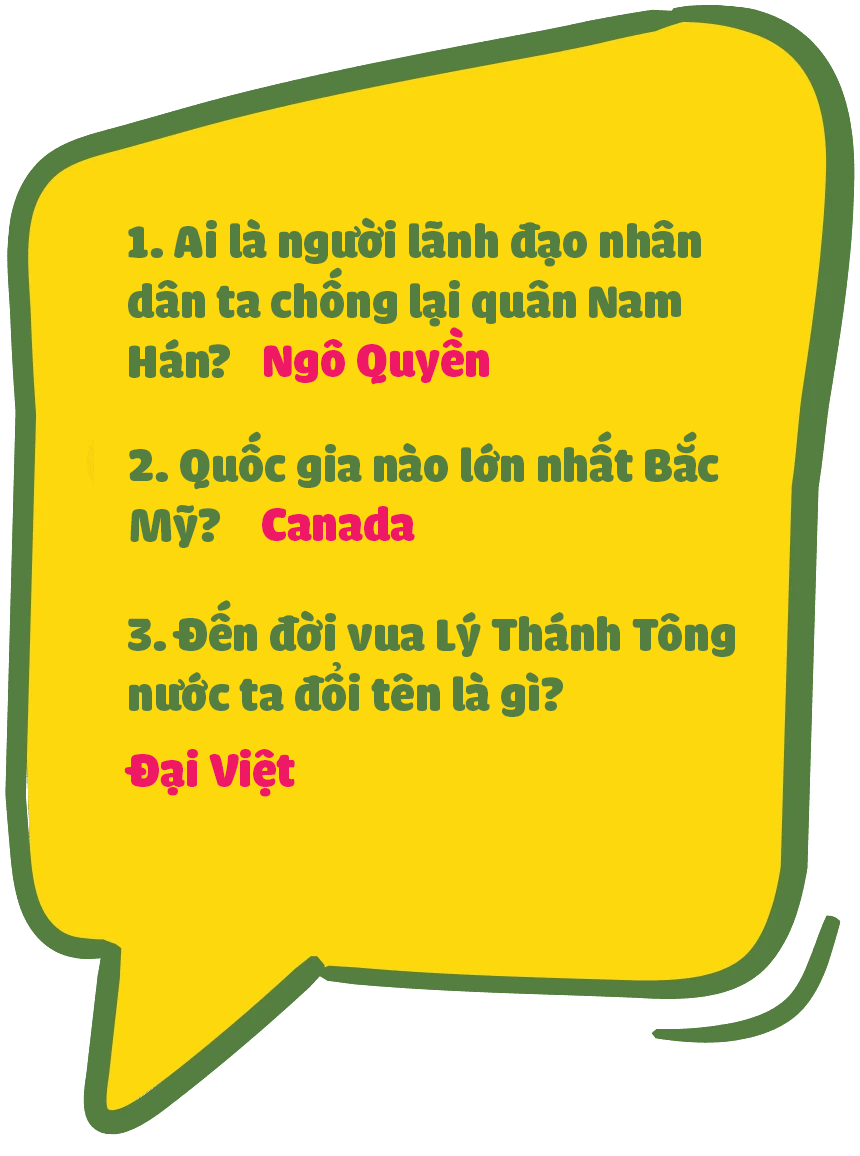 1. Ai là người lãnh đạo nhân
dân ta chống lại quân Nam
Hán? Ngô Quyền
2. Quốc gia nào lớn nhất Bắc
Mỹ? Canada
3. Đến đời vua Lý Thánh Tông
nước ta đổi tên là gì?
Đại Việt